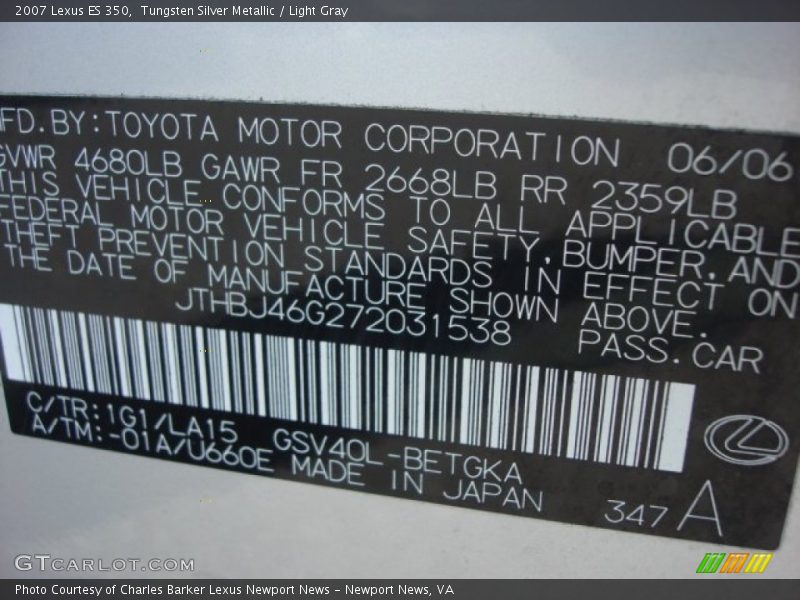 2007 Lexus ES 350,  Tungsten Silver Metallic / Light Gray
FD.BY:TOYOTA MOTOR CORPORATION 06/06
GVWR 4680LB GAWR FR 2668LB RR 2359LB
THIS VEHICLE CONFORMS TO ALL APPLICABLE
FEDERAL MOTOR VEHICLE SAFETY, BUMPER, AND
THEFT PREVENTION STANDARDS IN EFFECT ON
THE DATE OF MANUFACTURE SHOWN ABOVE.
JTHBJ46G272031538 PASS.CAR
C/TR:1G1/LA15 GSV40L-BETGKA
A/TM:-01A/U660E MADE IN JAPAN
347 A
GTCARLOT.COM
Photo Courtesy of Charles Barker Lexus Newport News - Newport News, VA